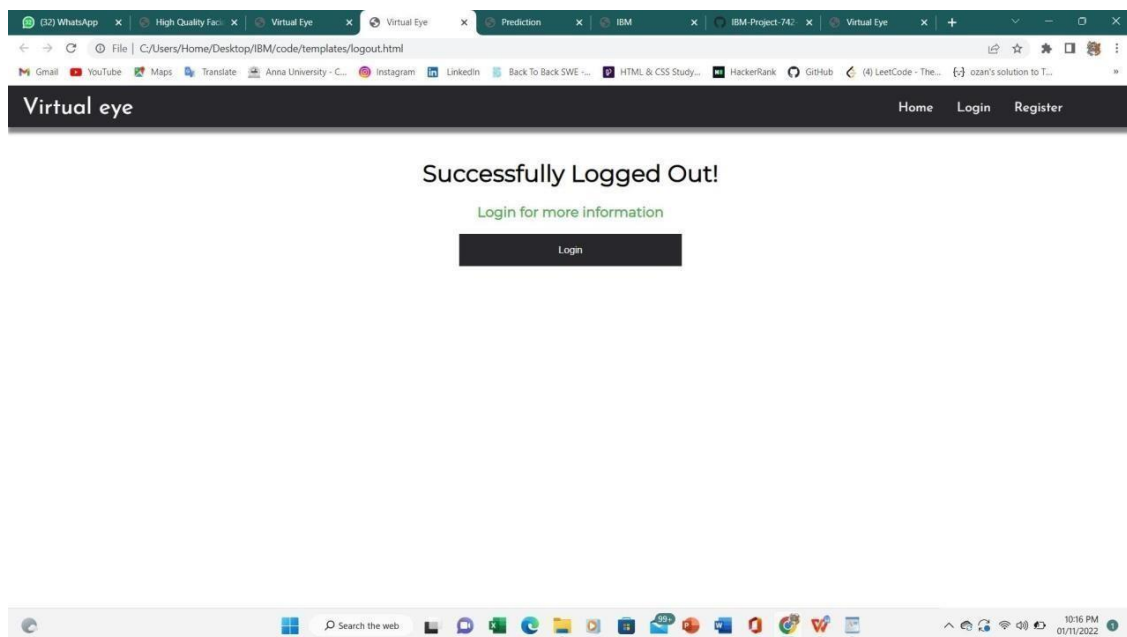 (32) WhatsApp
High Quality Faci
Virtual Eye
Virtual Eye
Prediction
IBM
IBM-Project-742
Virtual Eye
File | C:/Users/Home/Desktop/IBM/code/templates/logout.html
Gmail YouTube Maps Translate Anna University - C... Instagram LinkedIn Back To Back SWE -... HTML & CSS Study... HackerRank GitHub (4) LeetCode - The... ozan's solution to T... »
Virtual eye
Home Login Register
Successfully Logged Out!
Login for more information
Login
Search the web
99+
10:16 PM
01/11/2022
1